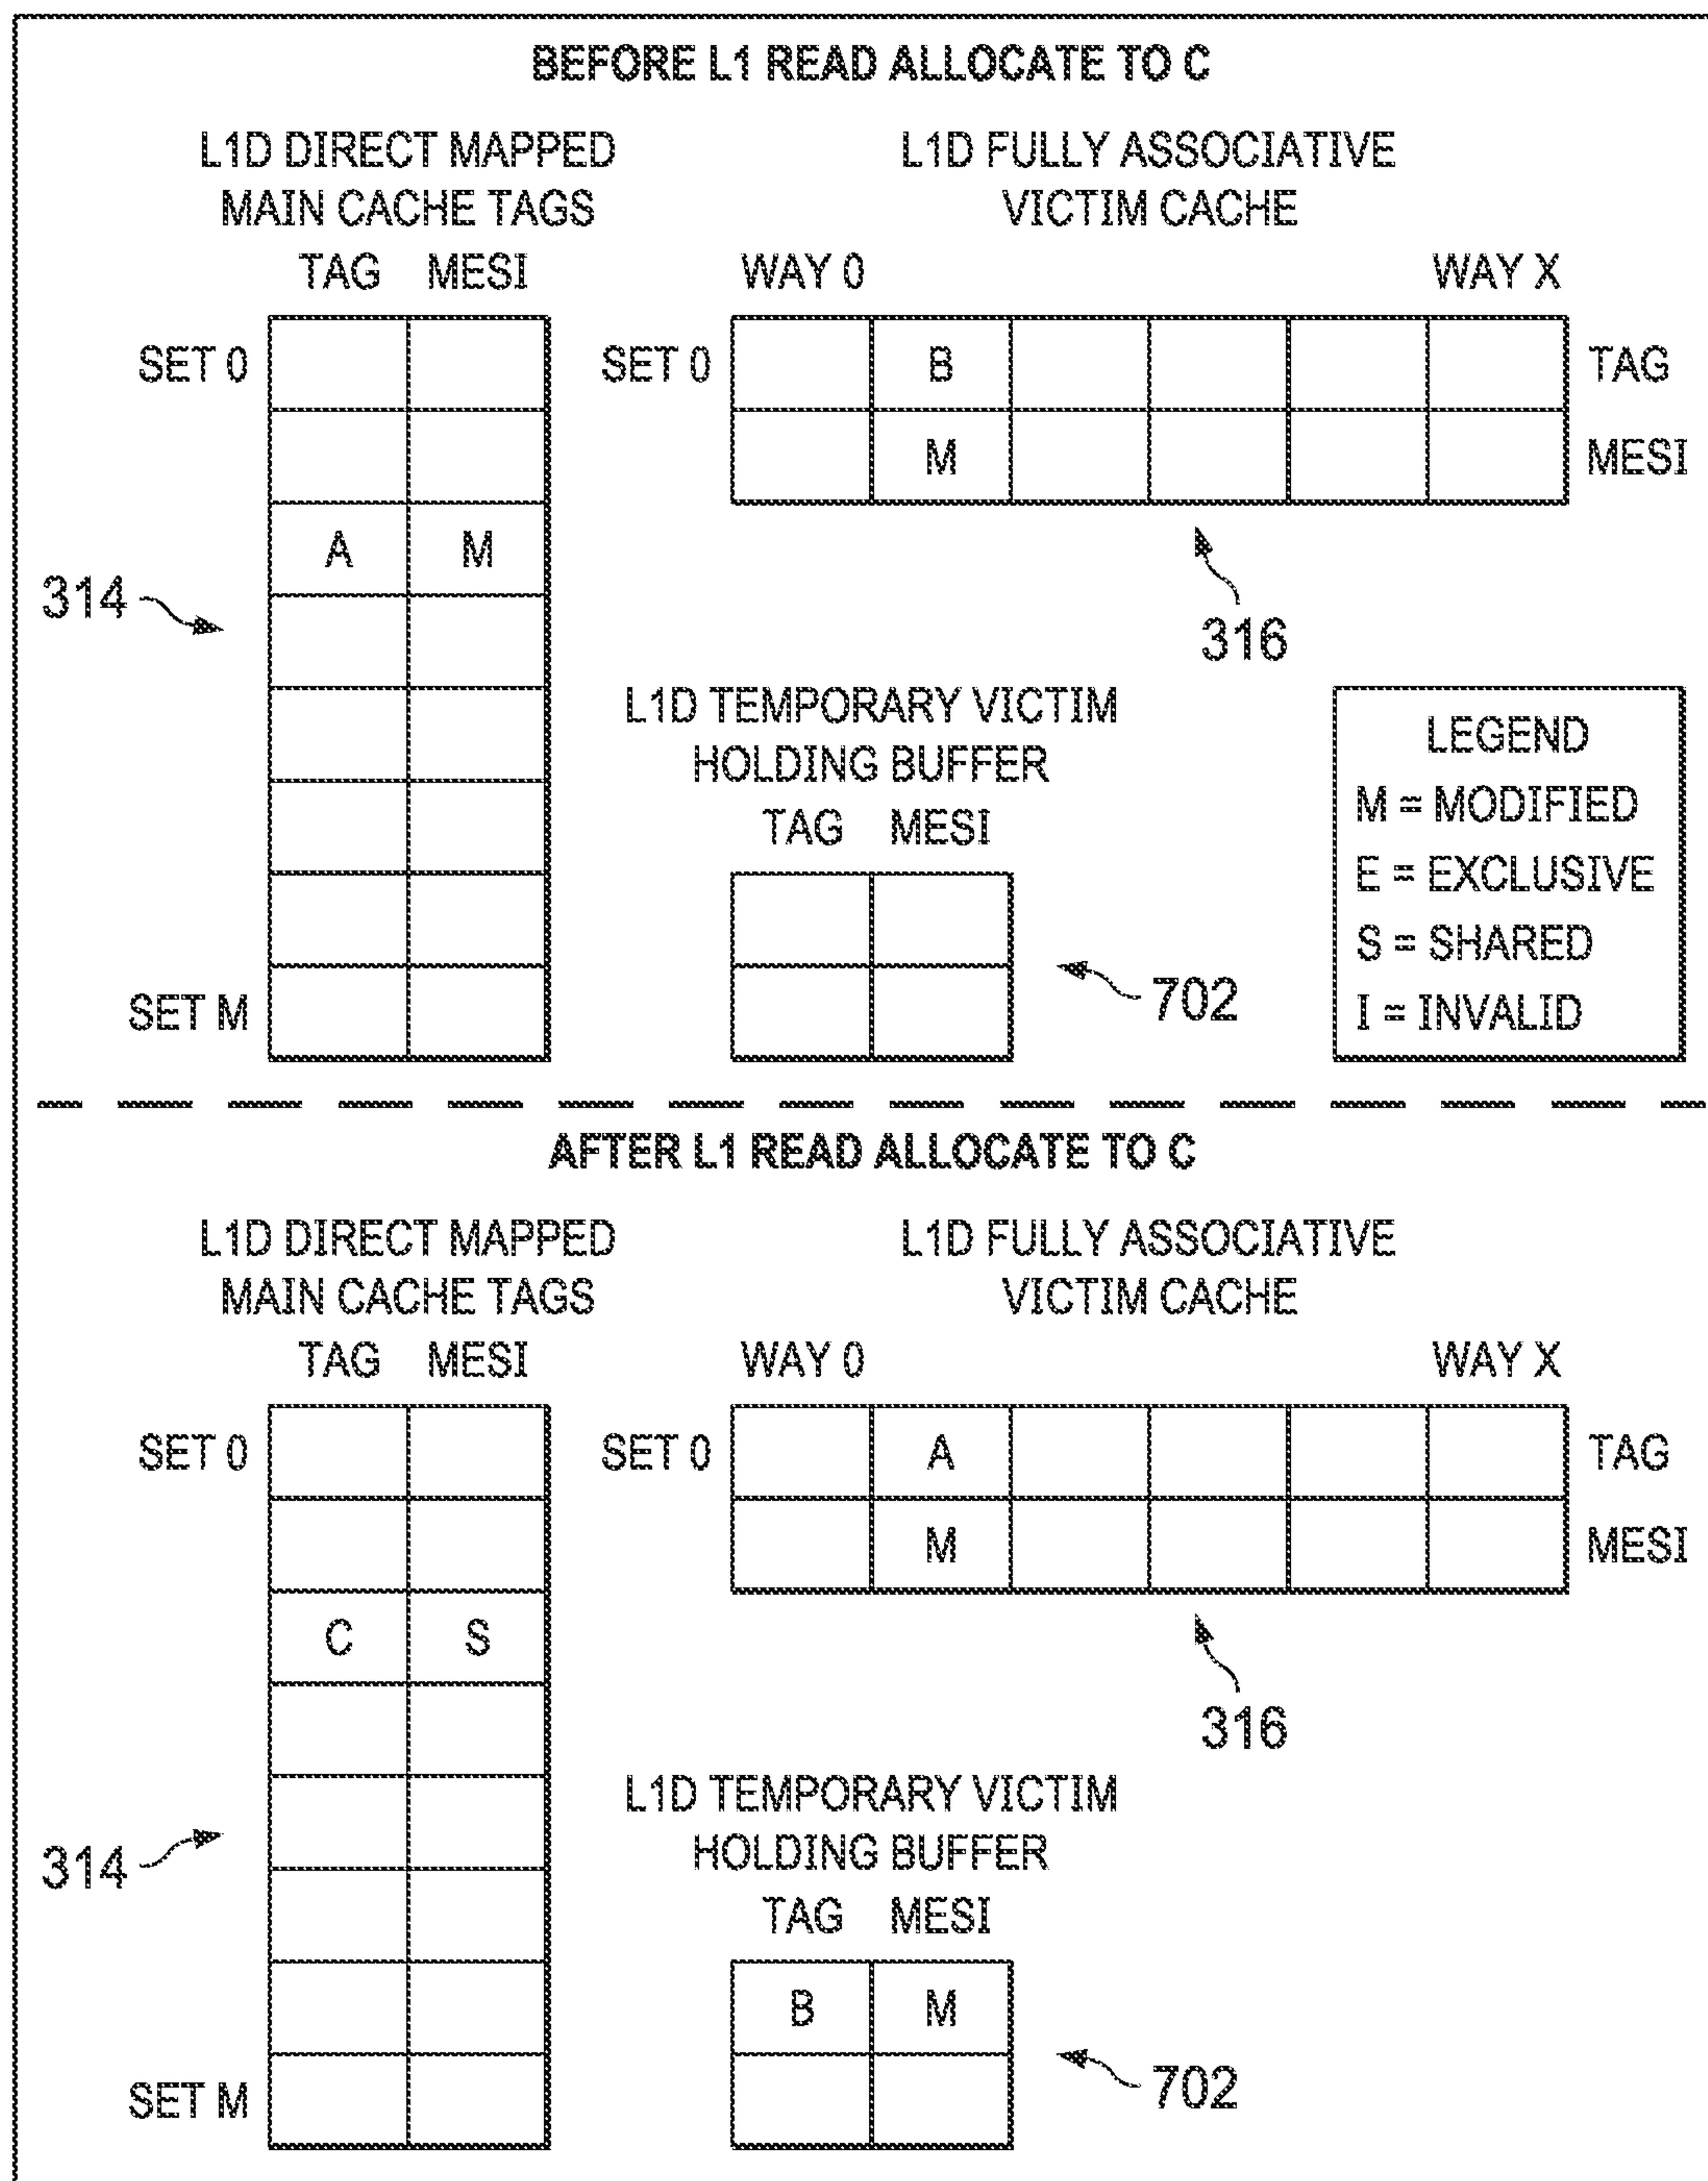 BEFORE L1 READ ALLOCATE TO C
L1D DIRECT MAPPED
MAIN CACHE TAGS
TAG MESI
L1D FULLY ASSOCIATIVE
VICTIM CACHE
WAY 0 WAY X
SET 0
SET 0 B TAG
M MESI
A M
314
316
L1D TEMPORARY VICTIM
HOLDING BUFFER
TAG MESI
702
SET M
LEGEND
M = MODIFIED
E = EXCLUSIVE
S = SHARED
I = INVALID
AFTER L1 READ ALLOCATE TO C
L1D DIRECT MAPPED
MAIN CACHE TAGS
TAG MESI
L1D FULLY ASSOCIATIVE
VICTIM CACHE
WAY 0 WAY X
SET 0
SET 0 A TAG
M MESI
C S
314
316
L1D TEMPORARY VICTIM
HOLDING BUFFER
TAG MESI
B M
702
SET M